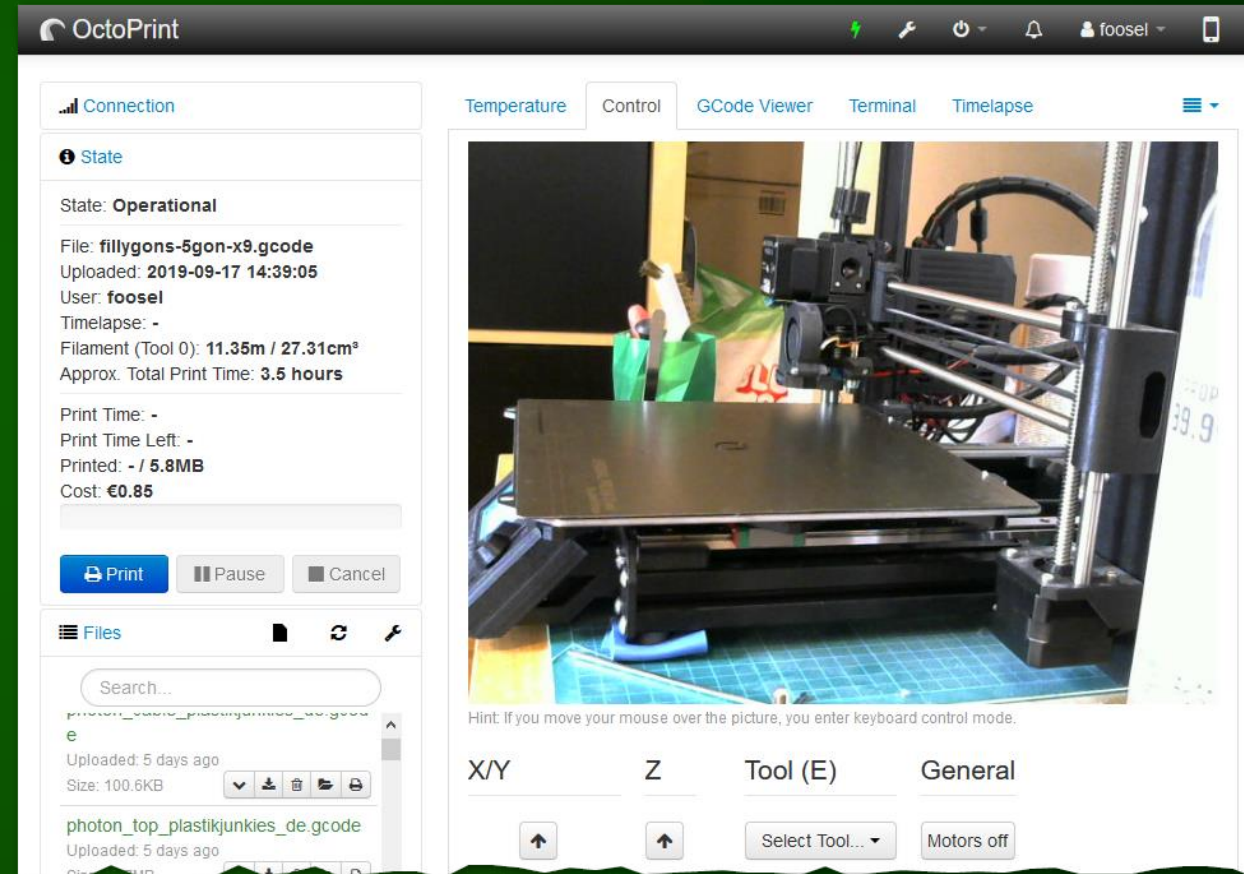 OctoPrint
foosel
Connection
State
State: Operational
File: fillygons-5gon-x9.gcode
Uploaded: 2019-09-17 14:39:05
User: foosel
Timelapse: -
Filament (Tool 0): 11.35m / 27.31cm³
Approx. Total Print Time: 3.5 hours
Print Time: -
Print Time Left: -
Printed: - / 5.8MB
Cost: €0.85
Print Pause Cancel
Files
Search...
photon_cable_plastikjunkies_de.gcod
e
Uploaded: 5 days ago
Size: 100.6KB
photon_top_plastikjunkies_de.gcode
Uploaded: 5 days ago
Temperature Control GCode Viewer Terminal Timelapse
Hint: If you move your mouse over the picture, you enter keyboard control mode.
X/Y Z Tool (E) General
Select Tool... Motors off